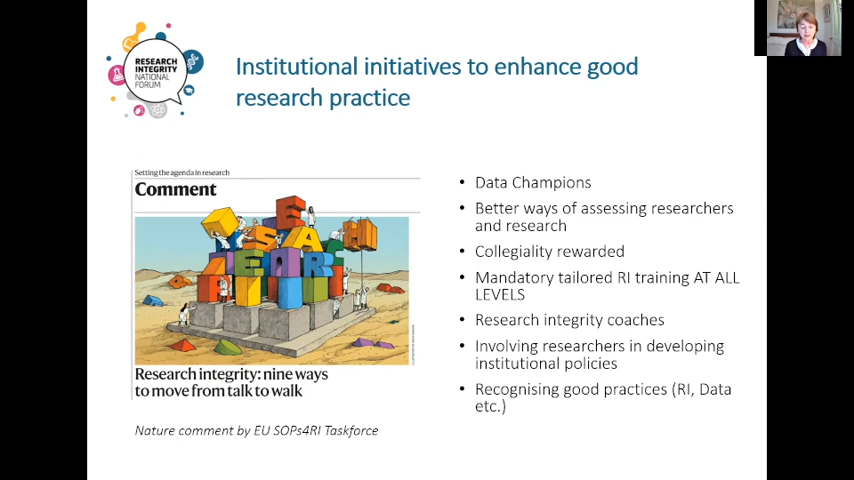 RESEARCH
INTEGRITY
NATIONAL
FORUM
Institutional initiatives to enhance good
research practice
Setting the agenda in research
Comment
Research integrity: nine ways
to move from talk to walk
Nature comment by EU SOPs4RI Taskforce
• Data Champions
• Better ways of assessing researchers
and research
• Collegiality rewarded
• Mandatory tailored RI training AT ALL
LEVELS
• Research integrity coaches
• Involving researchers in developing
institutional policies
• Recognising good practices (RI, Data
etc.)